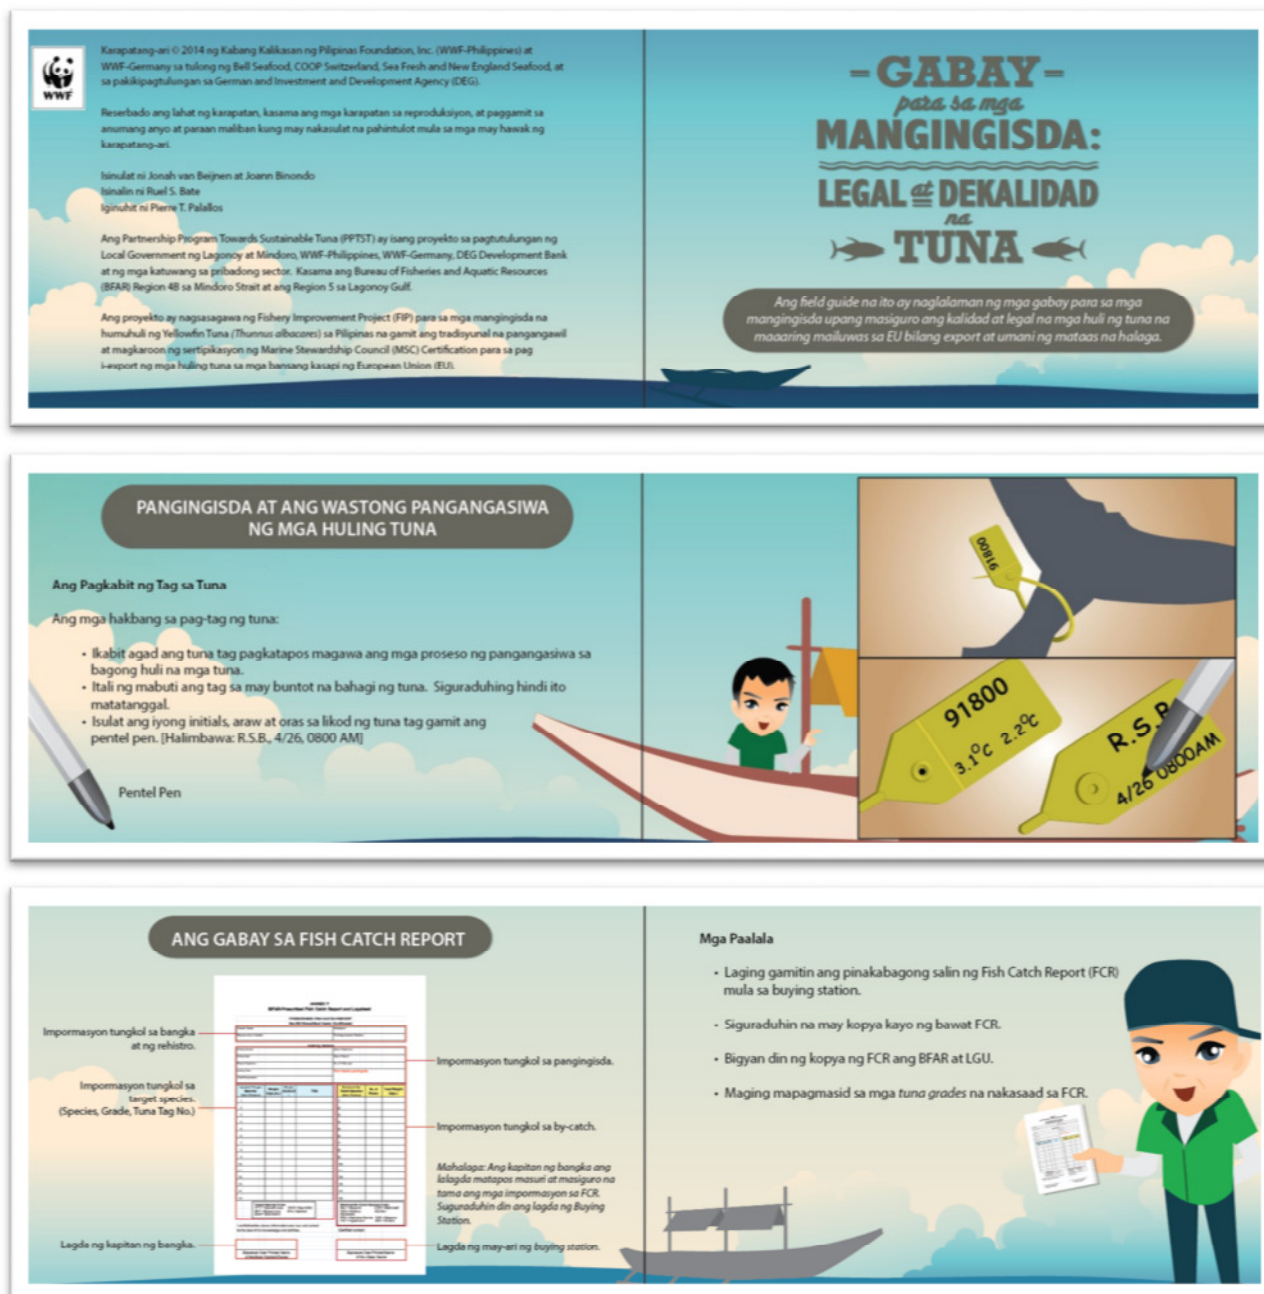 WWF
Karapatang-ari © 2014 ng Kabang Kalikasan ng Pilipinas Foundation, Inc. (WWF-Philippines) at
WWF-Germany sa tulong ng Bell Seafood, COOP Switzerland, Sea Fresh and New England Seafood, at
sa pakikipagtulungan sa German and Investment and Development Agency (DEG).
Reserbado ang lahat ng karapatan, kasama ang mga karapatan sa reproduksiyon, at paggamit sa
anumang anyo at paraan maliban kung may nakasulat na pahintulot mula sa mga may hawak ng
karapatang-ari.
Isinulat ni Jonah van Beijnen at Joann Binondo
Isinalin ni Ruel S. Bate
Iginuhit ni Pierre T. Palallos
Ang Partnership Program Towards Sustainable Tuna (PPTST) ay isang proyekto sa pagtutulungan ng
Local Government ng Lagonoy at Mindoro, WWF-Philippines, WWF-Germany, DEG Development Bank
at ng mga katuwang sa pribadong sector. Kasama ang Bureau of Fisheries and Aquatic Resources
(BFAR) Region 4B sa Mindoro Strait at ang Region 5 sa Lagonoy Gulf.
Ang proyekto ay nagsasagawa ng Fishery Improvement Project (FIP) para sa mga mangingisda na
humuhuli ng Yellowfin Tuna (Thunnus albacares) sa Pilipinas na gamit ang tradisyunal na pangangawil
at magkaroon ng sertipikasyon ng Marine Stewardship Council (MSC) Certification para sa pag
i-export ng mga huling tuna sa mga bansang kasapi ng European Union (EU).
-GABAY-
para sa mga
MANGINGISDA:
LEGAL at DEKALIDAD
na
TUNA
Ang field guide na ito ay naglalaman ng mga gabay para sa mga
mangingisda upang masiguro ang kalidad at legal na mga huli ng tuna na
maaaring mailuwas sa EU bilang export at umani ng mataas na halaga.
PANGINGISDA AT ANG WASTONG PANGANGASIWA
NG MGA HULING TUNA
Ang Pagkabit ng Tag sa Tuna
Ang mga hakbang sa pag-tag ng tuna:
• Ikabit agad ang tuna tag pagkatapos magawa ang mga proseso ng pangangasiwa sa
bagong huli na mga tuna.
• Itali ng mabuti ang tag sa may buntot na bahagi ng tuna. Siguraduhing hindi ito
matatanggal.
• Isulat ang iyong initials, araw at oras sa likod ng tuna tag gamit ang
pentel pen. [Halimbawa: R.S.B., 4/26, 0800 AM]
Pentel Pen
91800
91800
3.1°C 2.2°C
R.S.B
4/26 0800AM
ANG GABAY SA FISH CATCH REPORT
Impormasyon tungkol sa bangka
at ng rehistro.
Impormasyon tungkol sa
target species.
(Species, Grade, Tuna Tag No.)
Lagda ng kapitan ng bangka.
Impormasyon tungkol sa pangingisda.
Impormasyon tungkol sa by-catch.
Mahalaga: Ang kapitan ng bangka ang
lalagda matapos masuri at masiguro na
tama ang mga impormasyon sa FCR.
Suguraduhin din ang lagda ng Buying
Station.
Lagda ng may-ari ng buying station.
Mga Paalala
• Laging gamitin ang pinakabagong salin ng Fish Catch Report (FCR)
mula sa buying station.
• Siguraduhin na may kopya kayo ng bawat FCR.
• Bigyan din ng kopya ng FCR ang BFAR at LGU.
• Maging mapagmasid sa mga tuna grades na nakasaad sa FCR.